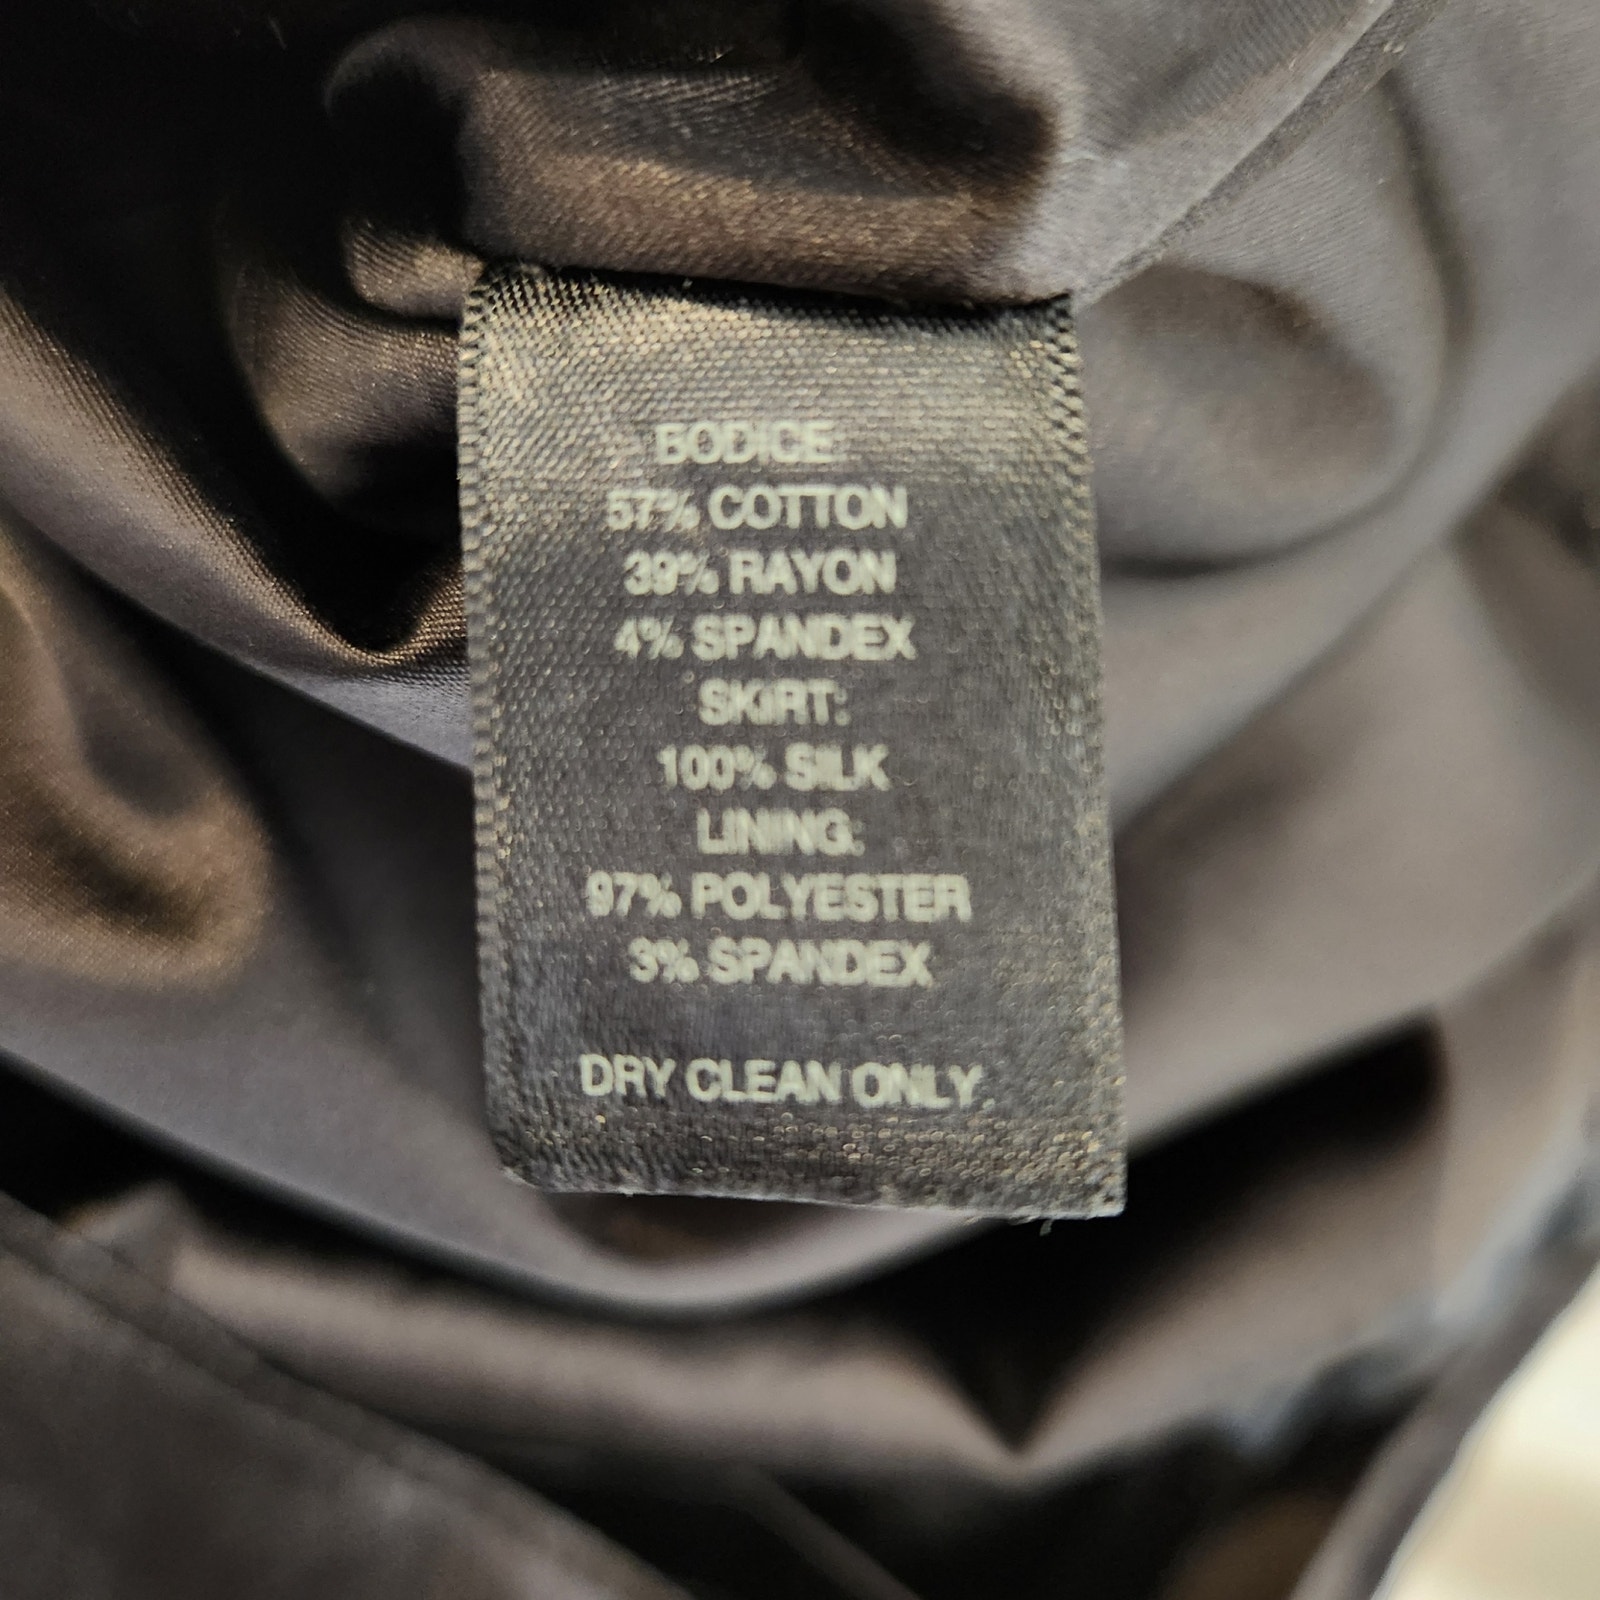 BODICE
57% COTTON
39% RAYON
4% SPANDEX
SKIRT:
100% SILK
LINING:
97% POLYESTER
3% SPANDEX
DRY CLEAN ONLY